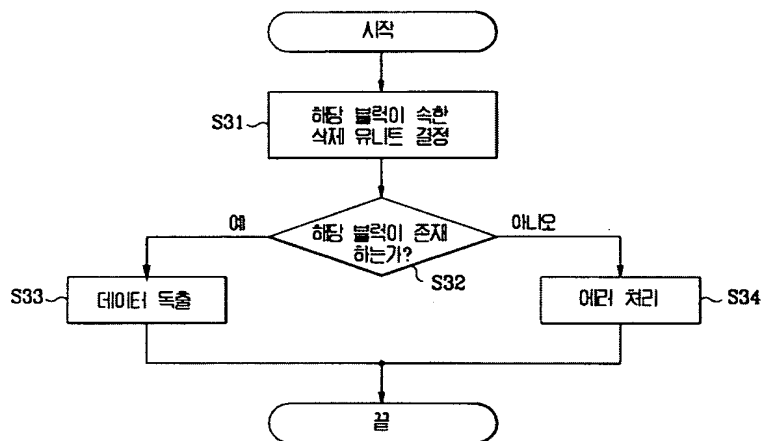 시작
S31
해당 블럭이 속한
삭제 유니트 결정
예
해당 블럭이 존재
하는가?
아니오
S32
S33
데이터 독출
에러 처리
S34
끝